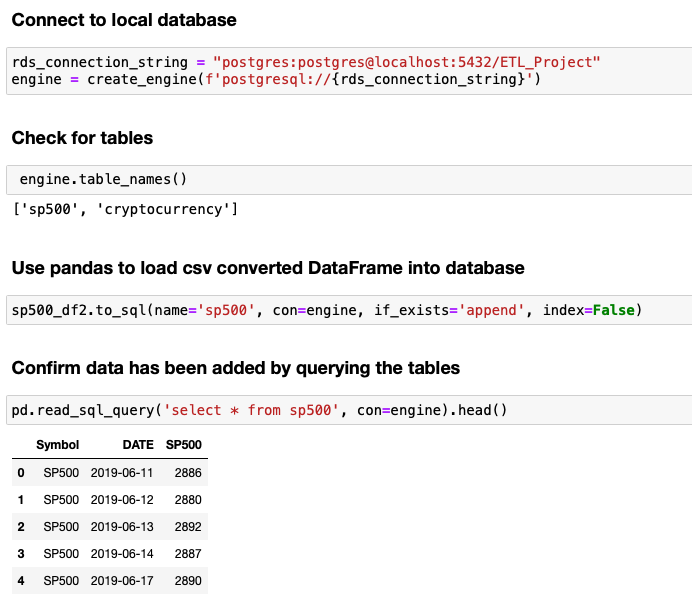 Connect to local database
rds_connection_string = "postgres:postgres@localhost:5432/ETL_Project"
engine = create_engine(f'postgresql://{rds_connection_string}')
Check for tables
engine.table_names()
['sp500', 'cryptocurrency']
Use pandas to load csv converted DataFrame into database
sp500_df2.to_sql(name='sp500', con=engine, if_exists='append', index=False)
Confirm data has been added by querying the tables
pd.read_sql_query('select * from sp500', con=engine).head()
Symbol DATE SP500
0 SP500 2019-06-11 2886
1 SP500 2019-06-12 2880
2 SP500 2019-06-13 2892
3 SP500 2019-06-14 2887
4 SP500 2019-06-17 2890